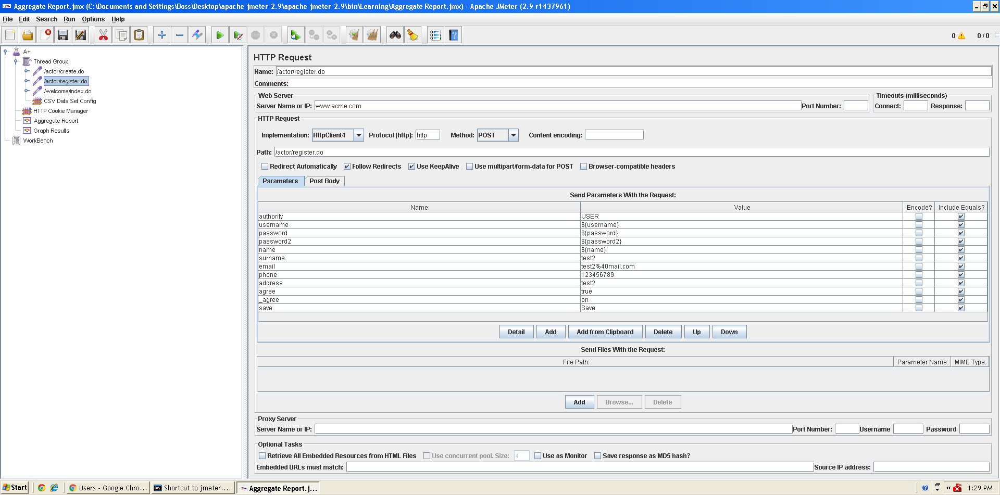 Aggregate Report.jmx (C:\Documents and Settings\Boss\Desktop\apache-jmeter-2.9\apache-jmeter-2.9\bin\Learning\Aggregate Report.jmx) - Apache JMeter (2.9 r1437961)
File Edit Search Run Options Help
0 0 / 0
A+
Thread Group
/actor/create.do
/actor/register.do
/welcome/index.do
CSV Data Set Config
HTTP Cookie Manager
Aggregate Report
Graph Results
WorkBench
HTTP Request
Name: /actor/register.do
Comments:
Web Server
Server Name or IP: www.acme.com Port Number:
Timeouts (milliseconds)
Connect: Response:
HTTP Request
Implementation: HttpClient4 Protocol [http]: http Method: POST Content encoding:
Path: /actor/register.do
Redirect Automatically Follow Redirects Use KeepAlive Use multipart/form-data for POST Browser-compatible headers
Parameters Post Body
Send Parameters With the Request:
Name: Value Encode? Include Equals?
authority USER
username ${username}
password ${password}
password2 ${password2}
name ${name}
surname test2
email test2%40mail.com
phone 123456789
address test2
agree true
_agree on
save Save
Detail Add Add from Clipboard Delete Up Down
Send Files With the Request:
File Path: Parameter Name: MIME Type:
Add Browse... Delete
Proxy Server
Server Name or IP: Port Number: Username Password
Optional Tasks
Retrieve All Embedded Resources from HTML Files Use concurrent pool. Size: 4 Use as Monitor Save response as MD5 hash?
Embedded URLs must match: Source IP address:
Start Users - Google Chro... Shortcut to jmeter.... Aggregate Report.j... 1:29 PM